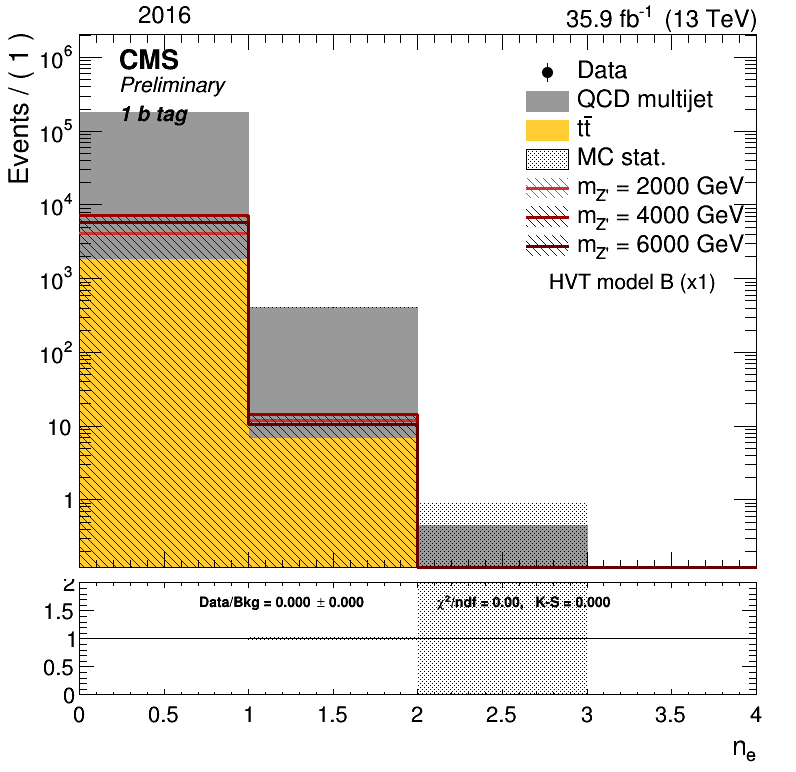 2016
35.9 fb⁻¹ (13 TeV)
Events / ( 1 )
CMS
Preliminary
1 b tag
Data
QCD multijet
tt̄
MC stat.
m_Z' = 2000 GeV
m_Z' = 4000 GeV
m_Z' = 6000 GeV
HVT model B (x1)
10⁶
10⁵
10⁴
10³
10²
10
1
Data/Bkg = 0.000 ± 0.000
χ²/ndf = 0.00, K-S = 0.000
2
1.5
1
0.5
0
0 0.5 1 1.5 2 2.5 3 3.5 4
n_e